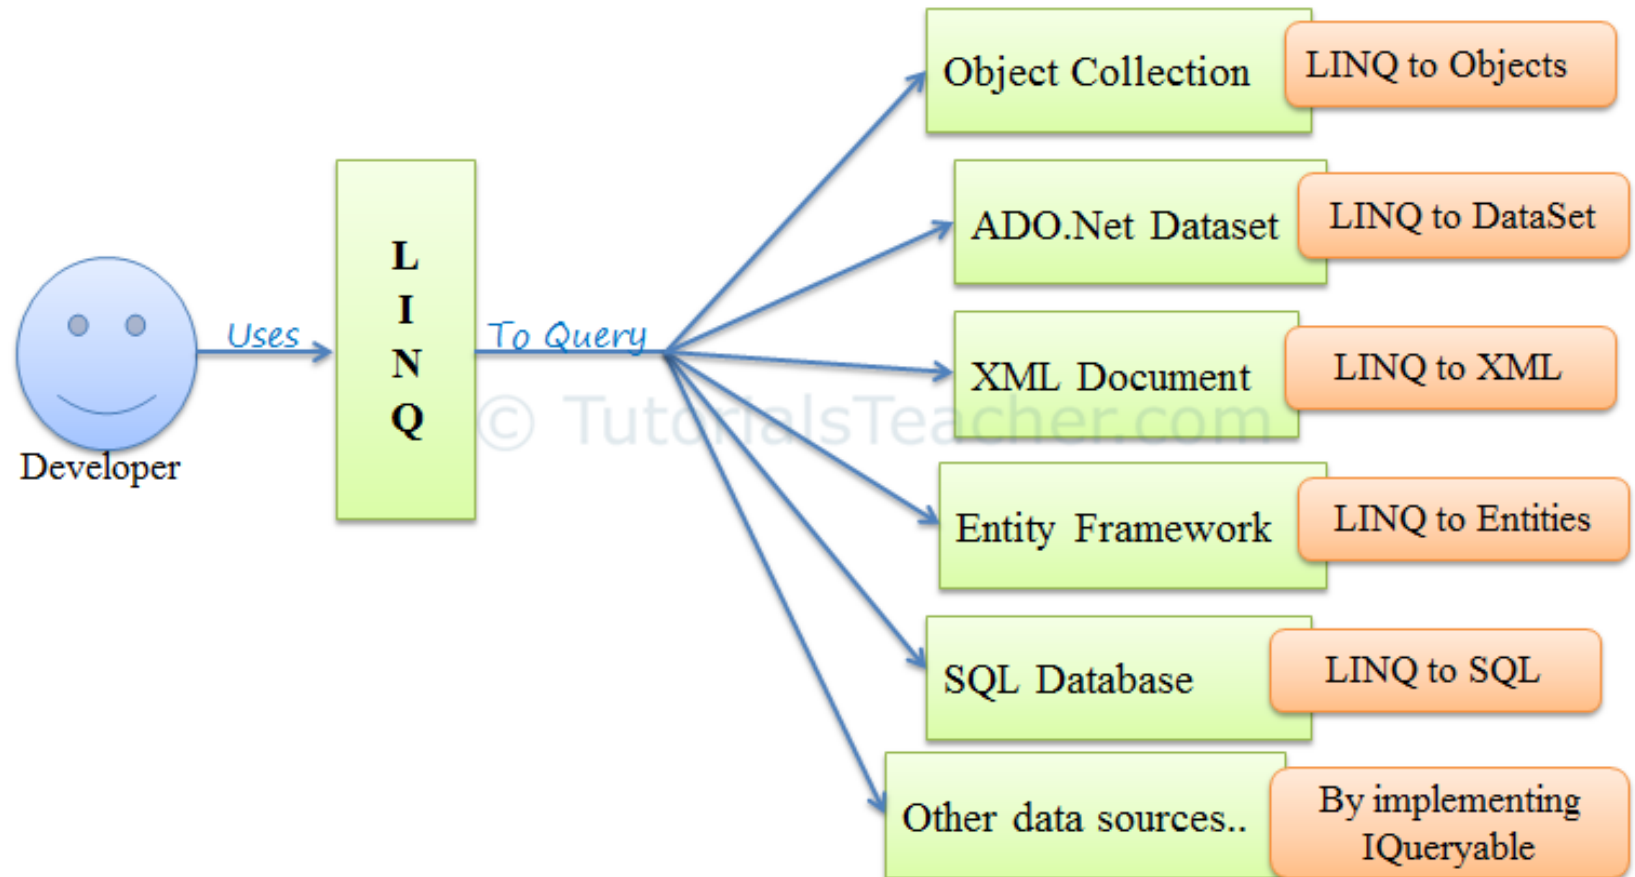 Object Collection
LINQ to Objects
ADO.Net Dataset
LINQ to DataSet
L
I
N
Q
Uses
To Query
XML Document
LINQ to XML
© TutorialsTeacher.com
Developer
Entity Framework
LINQ to Entities
SQL Database
LINQ to SQL
Other data sources..
By implementing
IQueryable